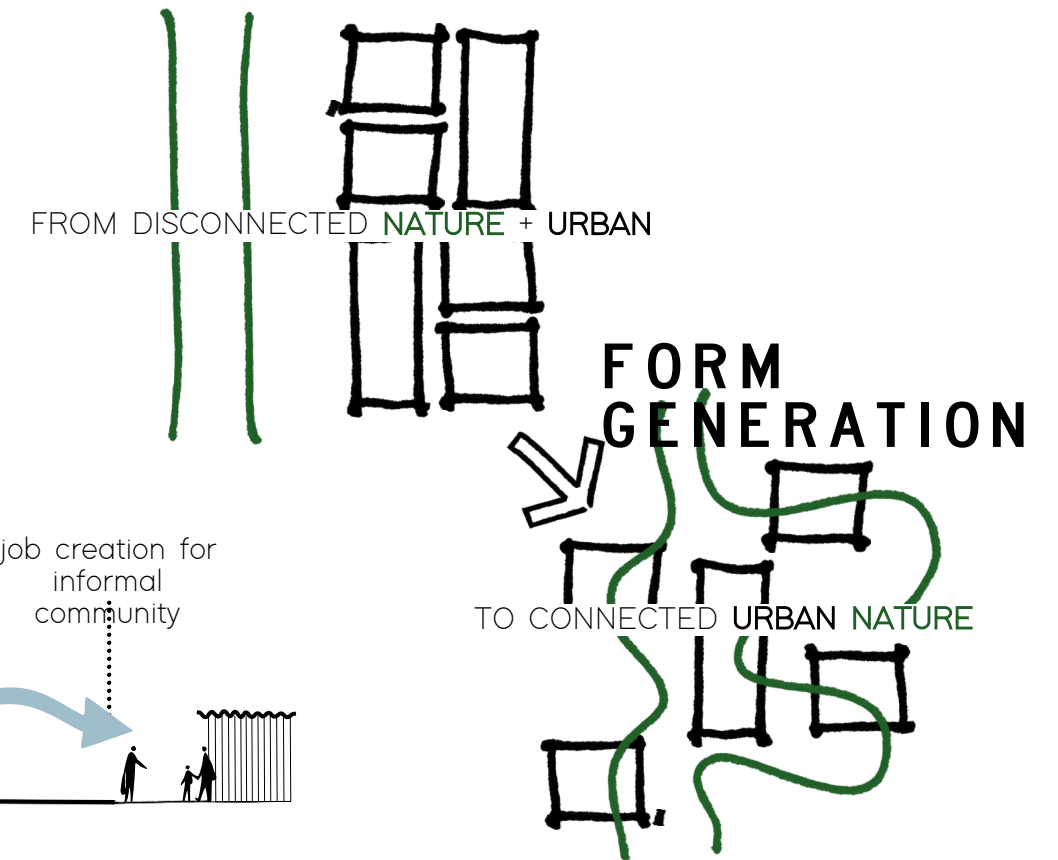 FROM DISCONNECTED NATURE + URBAN
FORM
GENERATION
job creation for
informal
community
TO CONNECTED URBAN NATURE